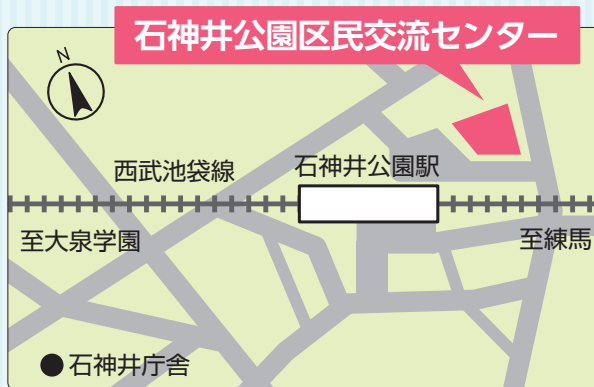 石神井公園区民交流センター
N
西武池袋線
石神井公園駅
至大泉学園
至練馬
●石神井庁舎